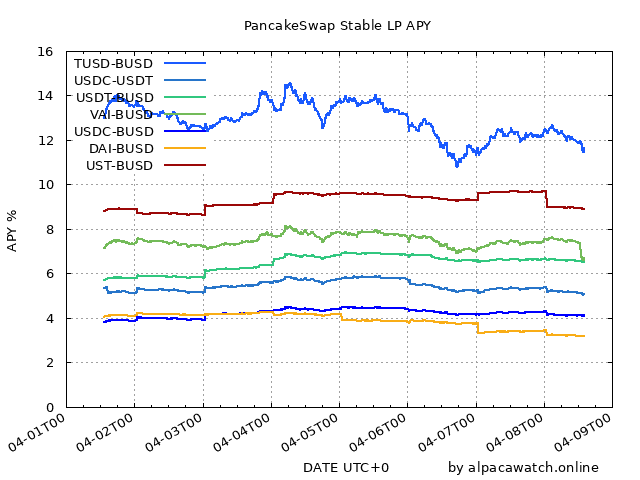 PancakeSwap Stable LP APY
16
14
12
10
8
6
4
2
0
APY %
TUSD-BUSD
USDC-USDT
USDT-BUSD
VAI-BUSD
USDC-BUSD
DAI-BUSD
UST-BUSD
04-01T00
04-02T00
04-03T00
04-04T00
04-05T00
04-06T00
04-07T00
04-08T00
04-09T00
DATE UTC+0
by alpacawatch.online